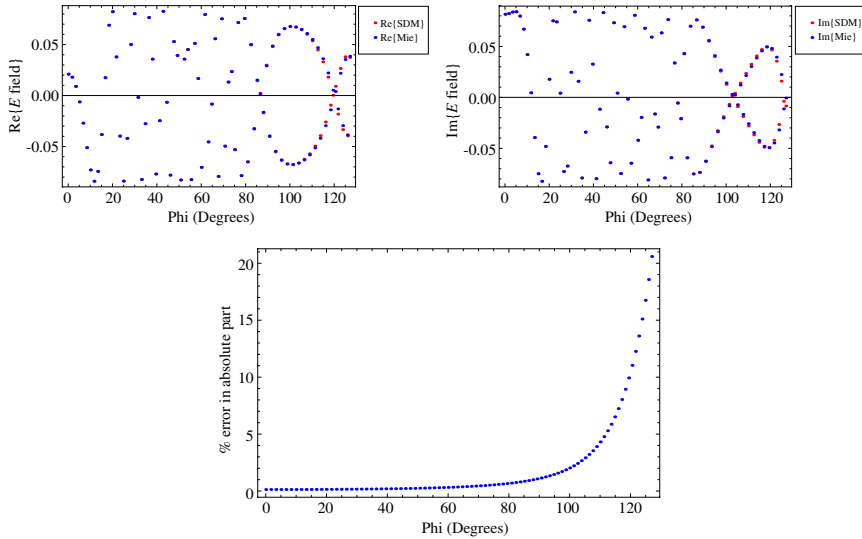 Re{E field}
0.05
0.00
-0.05
0 20 40 60 80 100 120
Phi (Degrees)
Re{SDM}
Re{Mie}
Im{E field}
0.05
0.00
-0.05
0 20 40 60 80 100 120
Phi (Degrees)
Im{SDM}
Im{Mie}
% error in absolute part
20
15
10
5
0
0 20 40 60 80 100 120
Phi (Degrees)